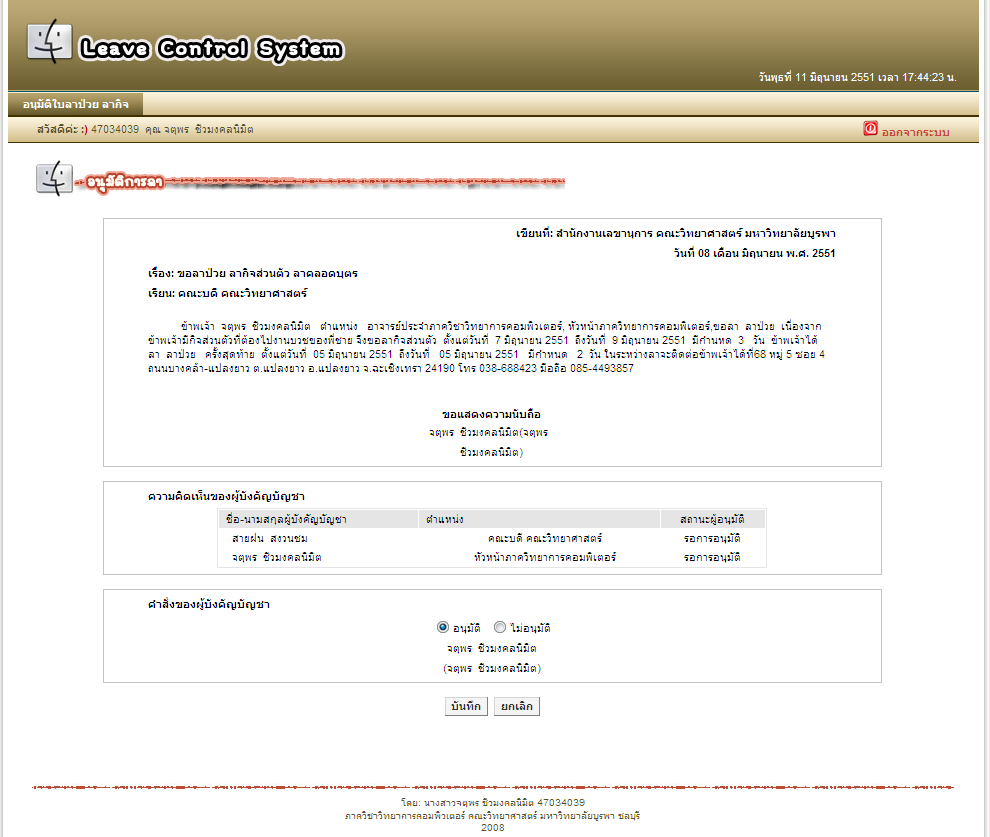 Leave Control System
วันพุธที่ 11 มิถุนายน 2551 เวลา 17:44:23 น.
อนุมัติใบลาป่วย ลากิจ
สวัสดีค่ะ :) 47034039 คุณ จตุพร ชิวมงคลนิมิต
ออกจากระบบ
อนุมัติการลา
เขียนที่: สำนักงานเลขานุการ คณะวิทยาศาสตร์ มหาวิทยาลัยบูรพา
วันที่ 08 เดือน มิถุนายน พ.ศ. 2551
เรื่อง: ขอลาป่วย ลากิจส่วนตัว ลาคลอดบุตร
เรียน: คณะบดี คณะวิทยาศาสตร์
ข้าพเจ้า จตุพร ชิวมงคลนิมิต ตำแหน่ง อาจารย์ประจำภาควิชาวิทยาการคอมพิวเตอร์, หัวหน้าภาควิทยาการคอมพิเตอร์,ขอลา ลาป่วย เนื่องจาก
ข้าพเจ้ามีกิจส่วนตัวที่ต้องไปงานบวชของพี่ชาย จึงขอลากิจส่วนตัว ตั้งแต่วันที่ 7 มิถุนายน 2551 ถึงวันที่ 9 มิถุนายน 2551 มีกำหนด 3 วัน ข้าพเจ้าได้
ลา ลาป่วย ครั้งสุดท้าย ตั้งแต่วันที่ 05 มิถุนายน 2551 ถึงวันที่ 05 มิถุนายน 2551 มีกำหนด 2 วัน ในระหว่างลาจะติดต่อข้าพเจ้าได้ที่68 หมู่ 5 ซอย 4
ถนนบางคล้า-แปลงยาว ต.แปลงยาว อ.แปลงยาว จ.ฉะเชิงเทรา 24190 โทร 038-688423 มือถือ 085-4493857
ขอแสดงความนับถือ
จตุพร ชิวมงคลนิมิต(จตุพร
ชิวมงคลนิมิต)
ความคิดเห็นของผู้บังคัญบัญชา
ชื่อ-นามสกุลผู้บังคัญบัญชา ตำแหน่ง สถานะผู้อนุมัติ
สายฝน สงวนชม คณะบดี คณะวิทยาศาสตร์ รอการอนุมัติ
จตุพร ชิวมงคลนิมิต หัวหน้าภาควิทยาการคอมพิเตอร์ รอการอนุมัติ
คำสั่งของผู้บังคัญบัญชา
อนุมัติ ไม่อนุมัติ
จตุพร ชิวมงคลนิมิต
(จตุพร ชิวมงคลนิมิต)
บันทึก ยกเลิก
โดย: นางสาวจตุพร ชิวมงคลนิมิต 47034039
ภาควิชาวิทยาการคอมพิวเตอร์ คณะวิทยาศาสตร์ มหาวิทยาลัยบูรพา ชลบุรี
2008